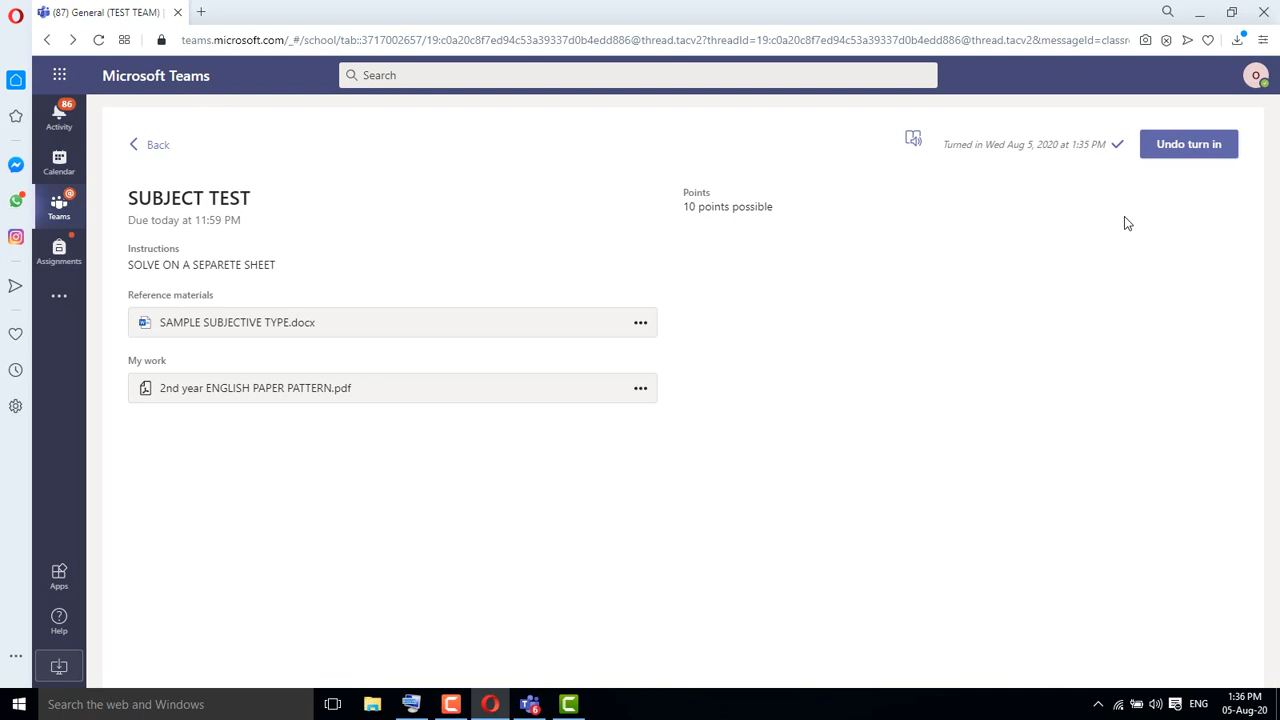 (87) General (TEST TEAM) |
teams.microsoft.com/_#/school/tab::3717002657/19:c0a20c8f7ed94c53a39337d0b4edd886@thread.tacv2?threadId=19:c0a20c8f7ed94c53a39337d0b4edd886@thread.tacv2&messageId=classr
Microsoft Teams
Search
O
86
Activity
Calendar
Teams
Assignments
Apps
Help
Back
Turned in Wed Aug 5, 2020 at 1:35 PM
Undo turn in
SUBJECT TEST
Due today at 11:59 PM
Points
10 points possible
Instructions
SOLVE ON A SEPARETE SHEET
Reference materials
SAMPLE SUBJECTIVE TYPE.docx
My work
2nd year ENGLISH PAPER PATTERN.pdf
Search the web and Windows
6
ENG
1:36 PM
05-Aug-20